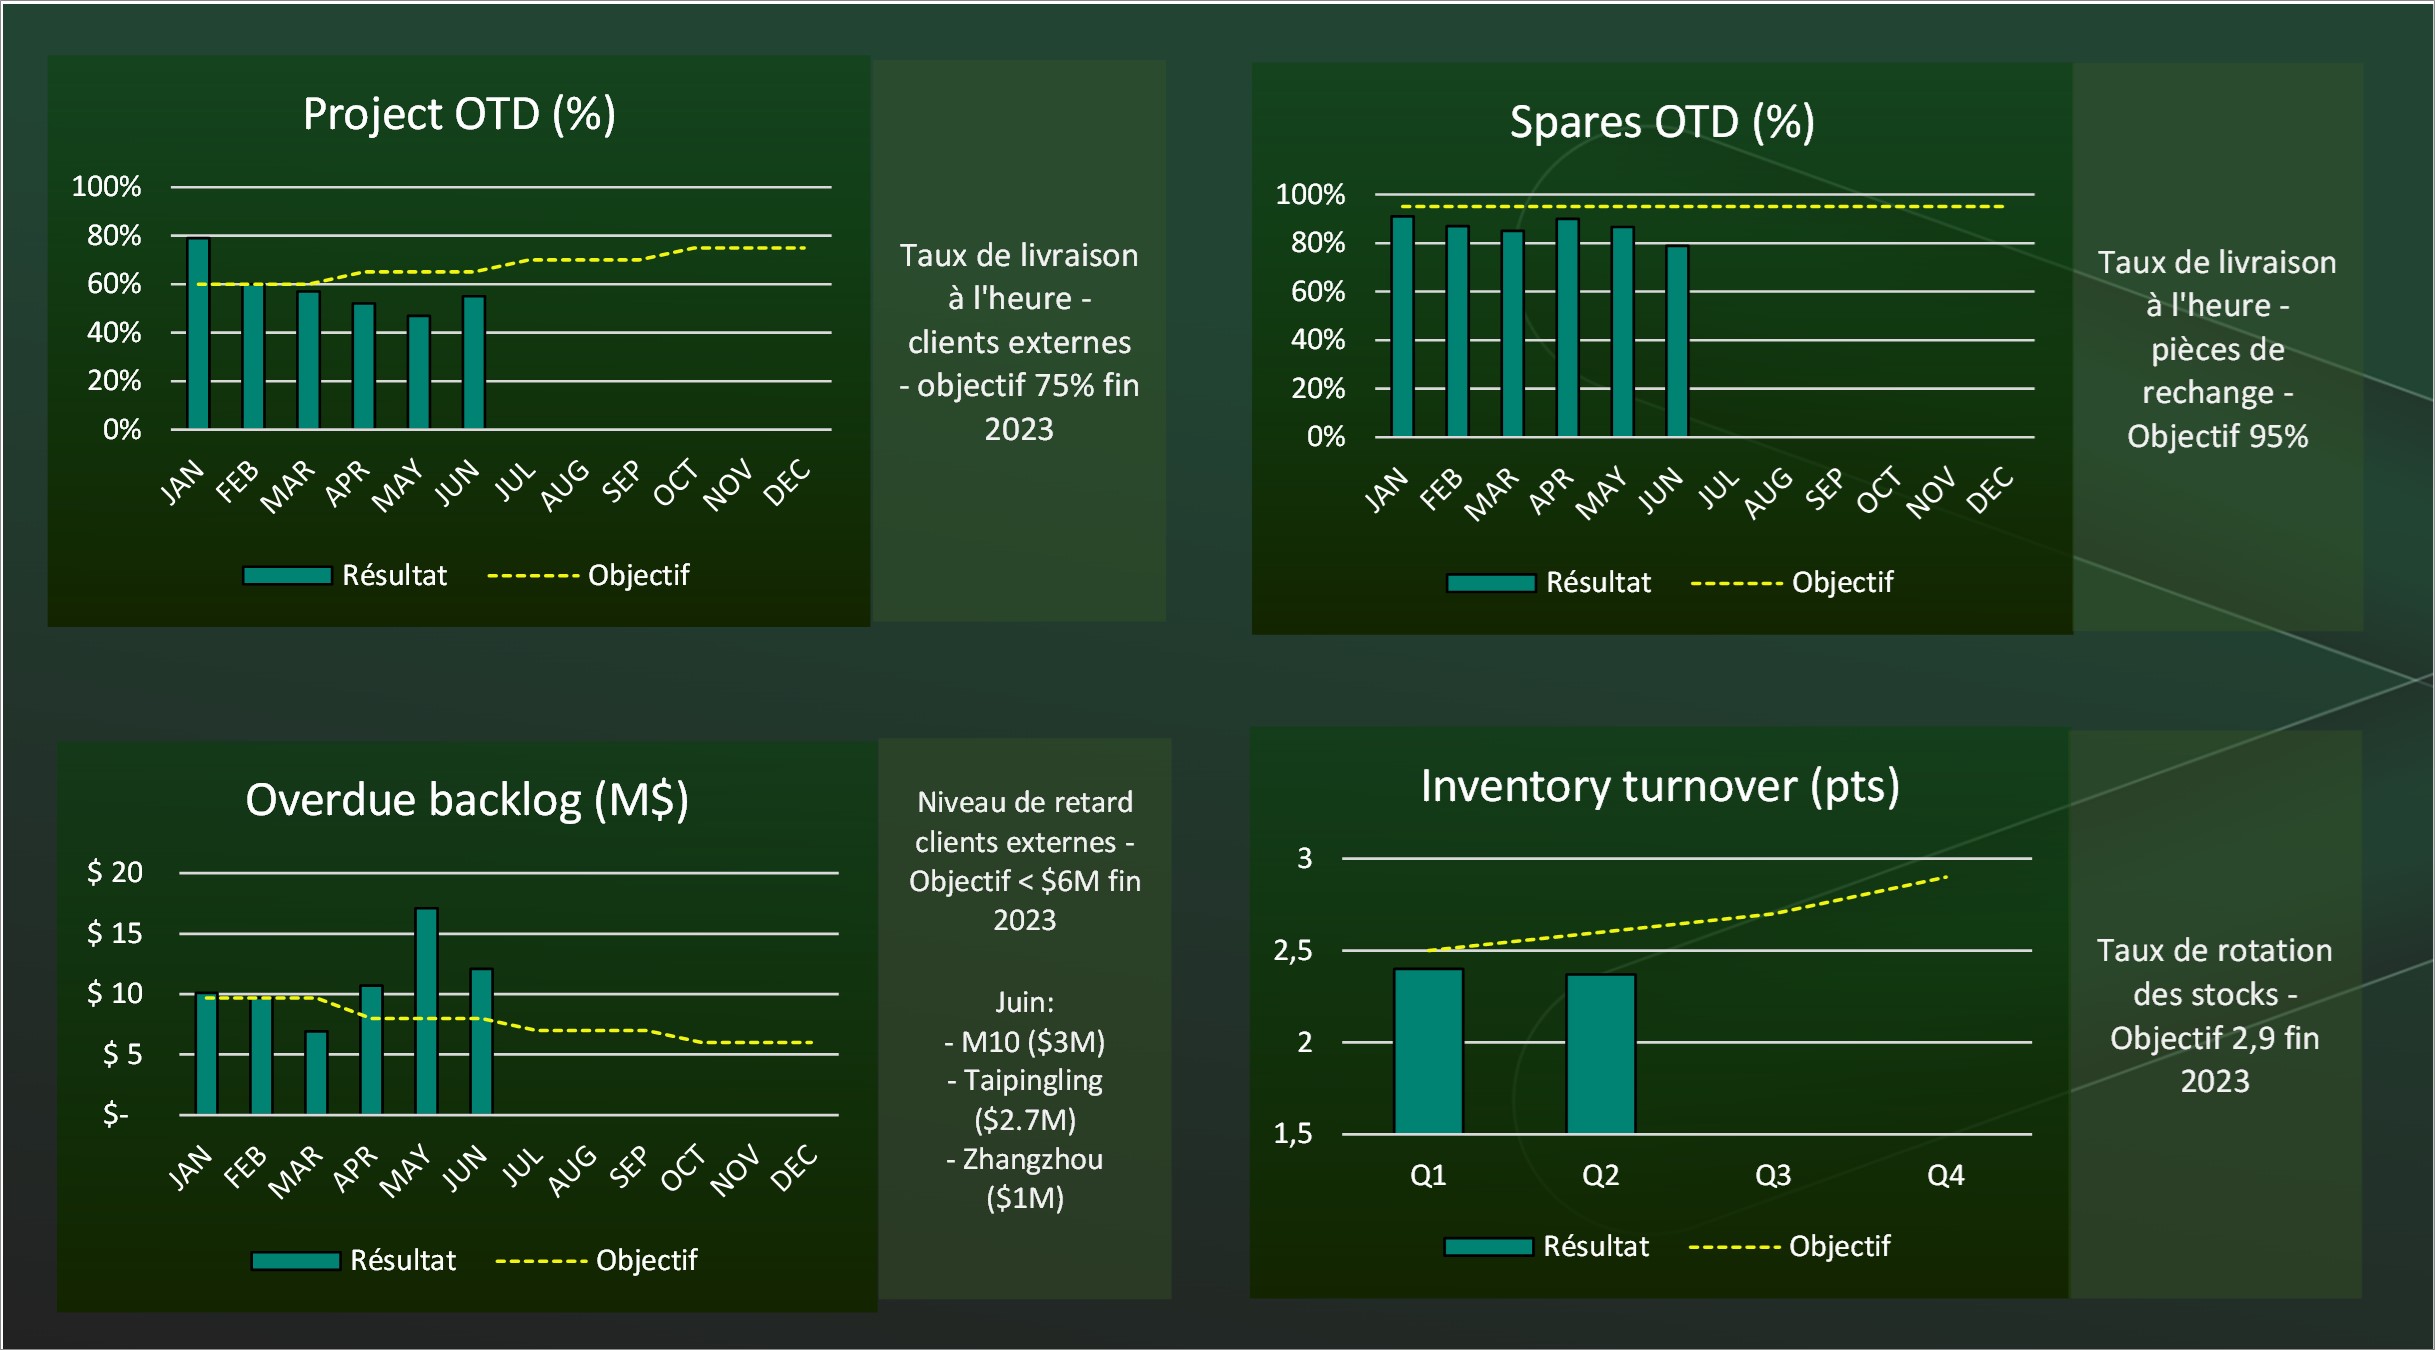 Project OTD (%)
100%
80%
60%
40%
20%
0%
JAN FEB MAR APR MAY JUN JUL AUG SEP OCT NOV DEC
Résultat Objectif
Taux de livraison
à l'heure -
clients externes
- objectif 75% fin
2023
Spares OTD (%)
100%
80%
60%
40%
20%
0%
JAN FEB MAR APR MAY JUN JUL AUG SEP OCT NOV DEC
Résultat Objectif
Taux de livraison
à l'heure -
pièces de
rechange -
Objectif 95%
Overdue backlog (M$)
$ 20
$ 15
$ 10
$ 5
$-
JAN FEB MAR APR MAY JUN JUL AUG SEP OCT NOV DEC
Résultat Objectif
Niveau de retard
clients externes -
Objectif < $6M fin
2023
Juin:
- M10 ($3M)
- Taipingling
($2.7M)
- Zhangzhou
($1M)
Inventory turnover (pts)
3
2,5
2
1,5
Q1 Q2 Q3 Q4
Résultat Objectif
Taux de rotation
des stocks -
Objectif 2,9 fin
2023